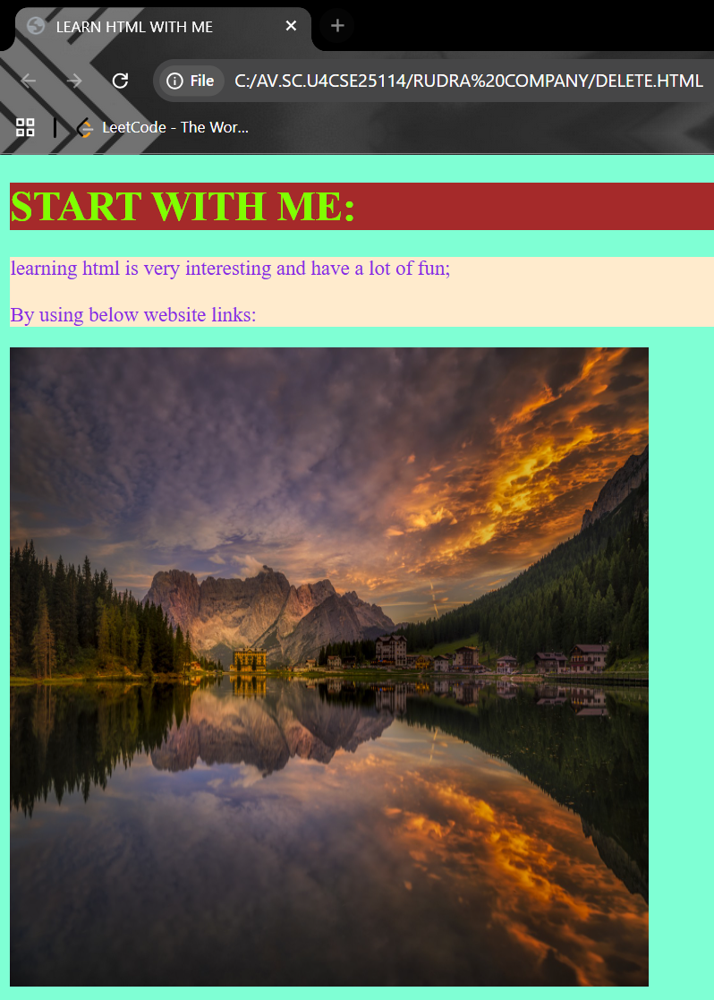 LEARN HTML WITH ME
File C:/AV.SC.U4CSE25114/RUDRA%20COMPANY/DELETE.HTML
LeetCode - The Wor...
START WITH ME:
learning html is very interesting and have a lot of fun;
By using below website links: